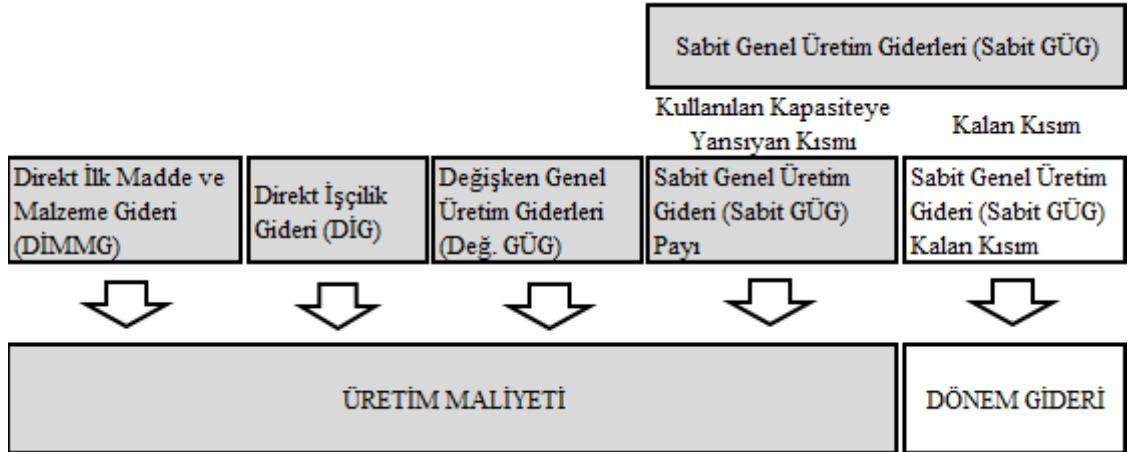 Sabit Genel Üretim Giderleri (Sabit GÜG)
Kullanılan Kapasiteye
Yansıyan Kısmı
Kalan Kısım
Direkt İlk Madde ve
Malzeme Gideri
(DİMMG)
Direkt İşçilik
Gideri (DİG)
Değişken Genel
Üretim Giderleri
(Değ. GÜG)
Sabit Genel Üretim
Gideri (Sabit GÜG)
Payı
Sabit Genel Üretim
Gideri (Sabit GÜG)
Kalan Kısım
ÜRETİM MALİYETİ
DÖNEM GİDERİ